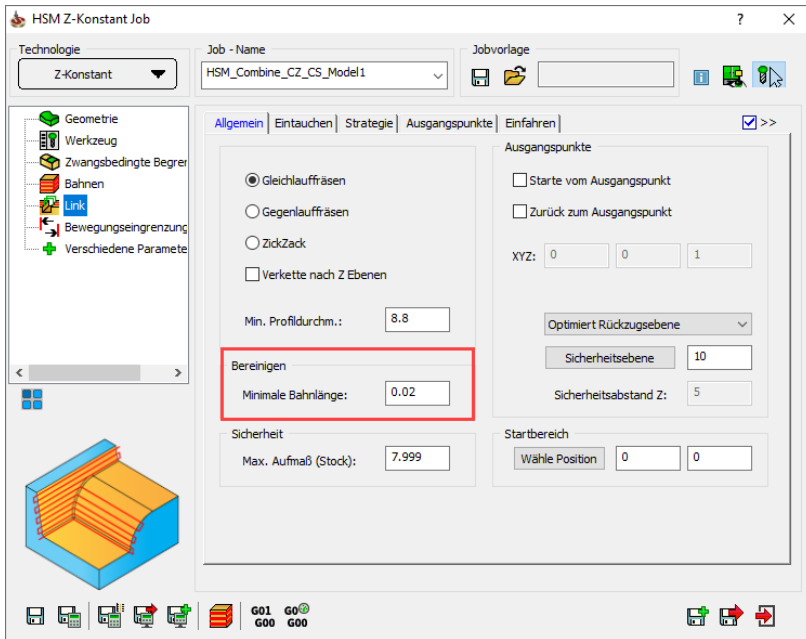 HSM Z-Konstant Job
?
Technologie
Z-Konstant
Job - Name
HSM_Combine_CZ_CS_Model1
Jobvorlage
Geometrie
Werkzeug
Zwangsbedingte Begrer
Bahnen
Link
Bewegungseingrenzung
Verschiedene Paramete
Allgemein
Eintauchen
Strategie
Ausgangspunkte
Einfahren
>>
Gleichlauffräsen
Gegenlauffräsen
ZickZack
Verkette nach Z Ebenen
Min. Profildurchm.:
8.8
Bereinigen
Minimale Bahnlänge:
0.02
Sicherheit
Max. Aufmaß (Stock):
7.999
Ausgangspunkte
Starte vom Ausgangspunkt
Zurück zum Ausgangspunkt
XYZ:
0
0
1
Optimiert Rückzugsebene
Sicherheitsebene
10
Sicherheitsabstand Z:
5
Startbereich
Wähle Position
0
0
G01
G00
G0
G00